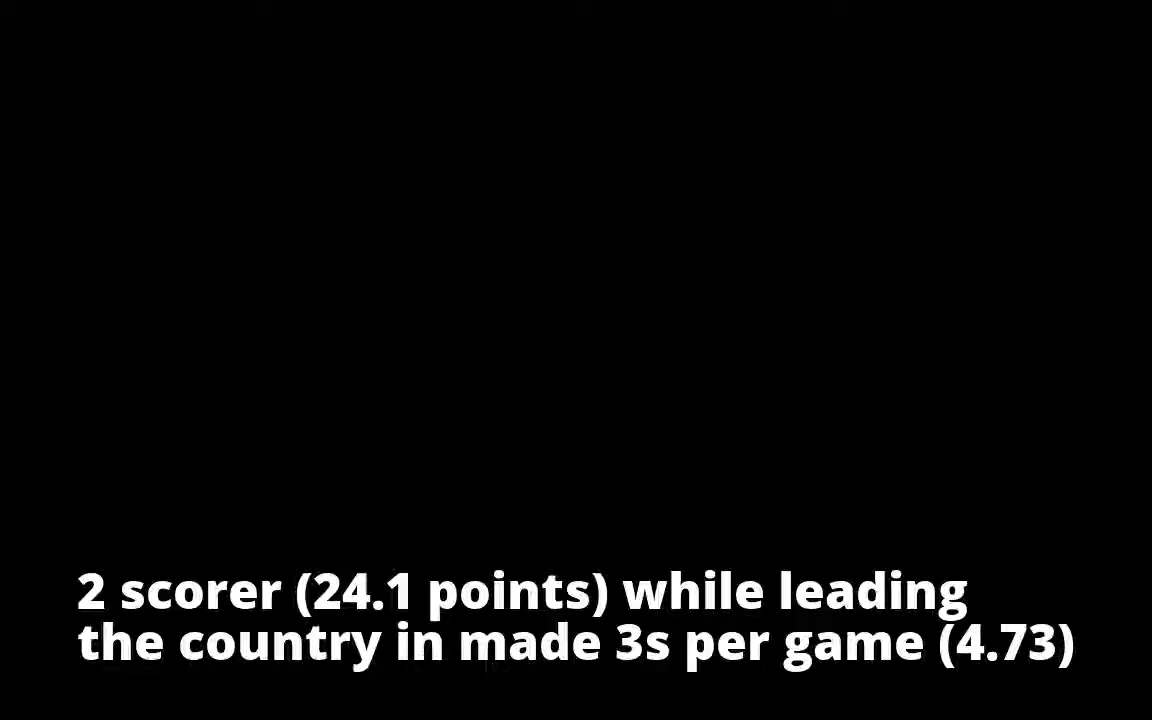 2 scorer (24.1 points) while leading
the country in made 3s per game (4.73)